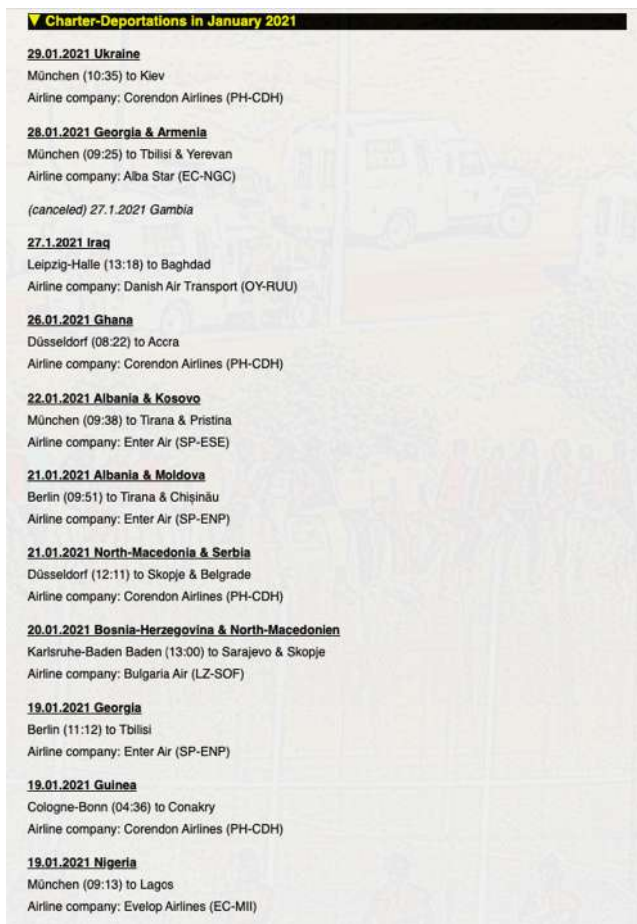 ▼ Charter-Deportations in January 2021
29.01.2021 Ukraine
München (10:35) to Kiev
Airline company: Corendon Airlines (PH-CDH)
28.01.2021 Georgia & Armenia
München (09:25) to Tbilisi & Yerevan
Airline company: Alba Star (EC-NGC)
(canceled) 27.1.2021 Gambia
27.1.2021 Iraq
Leipzig-Halle (13:18) to Baghdad
Airline company: Danish Air Transport (OY-RUU)
26.01.2021 Ghana
Düsseldorf (08:22) to Accra
Airline company: Corendon Airlines (PH-CDH)
22.01.2021 Albania & Kosovo
München (09:38) to Tirana & Pristina
Airline company: Enter Air (SP-ESE)
21.01.2021 Albania & Moldova
Berlin (09:51) to Tirana & Chișinău
Airline company: Enter Air (SP-ENP)
21.01.2021 North-Macedonia & Serbia
Düsseldorf (12:11) to Skopje & Belgrade
Airline company: Corendon Airlines (PH-CDH)
20.01.2021 Bosnia-Herzegovina & North-Macedonien
Karlsruhe-Baden Baden (13:00) to Sarajevo & Skopje
Airline company: Bulgaria Air (LZ-SOF)
19.01.2021 Georgia
Berlin (11:12) to Tbilisi
Airline company: Enter Air (SP-ENP)
19.01.2021 Guinea
Cologne-Bonn (04:36) to Conakry
Airline company: Corendon Airlines (PH-CDH)
19.01.2021 Nigeria
München (09:13) to Lagos
Airline company: Evelop Airlines (EC-MII)